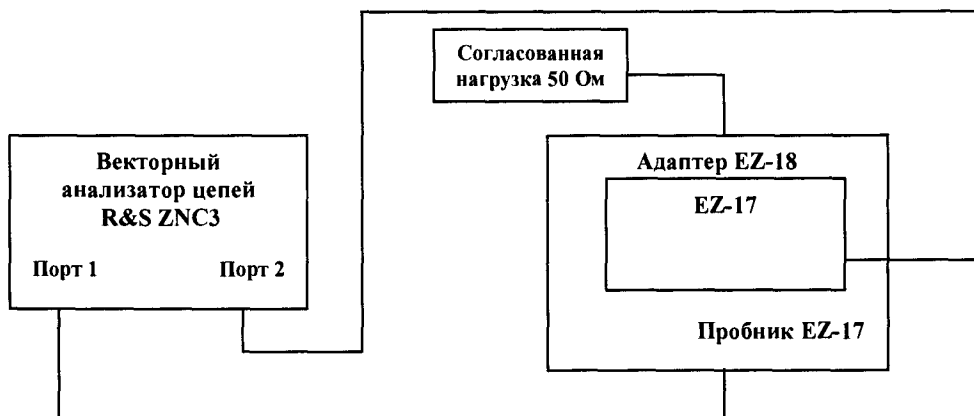 Согласованная
нагрузка 50 Ом
Векторный
анализатор цепей
R&S ZNC3
Порт 1
Порт 2
Адаптер EZ-18
EZ-17
Пробник EZ-17